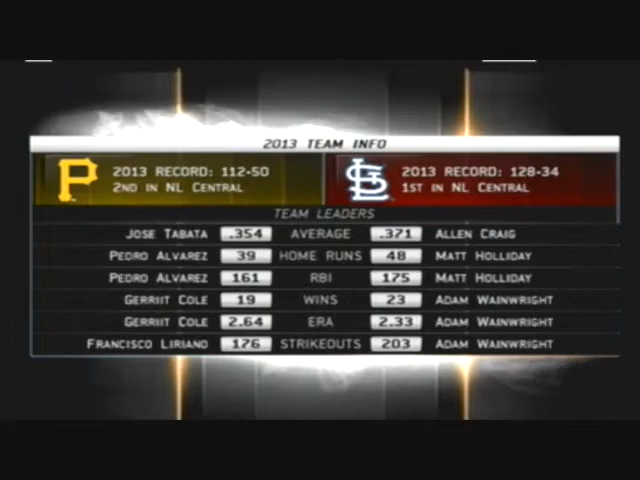 2013 TEAM INFO
P 2013 RECORD: 112-50 STL 2013 RECORD: 128-34
2ND IN NL CENTRAL 1ST IN NL CENTRAL
TEAM LEADERS
JOSE TABATA .354 AVERAGE .371 ALLEN CRAIG
PEDRO ALVAREZ 39 HOME RUNS 48 MATT HOLLIDAY
PEDRO ALVAREZ 161 RBI 175 MATT HOLLIDAY
GERRIT COLE 19 WINS 23 ADAM WAINWRIGHT
GERRIT COLE 2.64 ERA 2.33 ADAM WAINWRIGHT
FRANCISCO LIRIANO 176 STRIKEOUTS 203 ADAM WAINWRIGHT